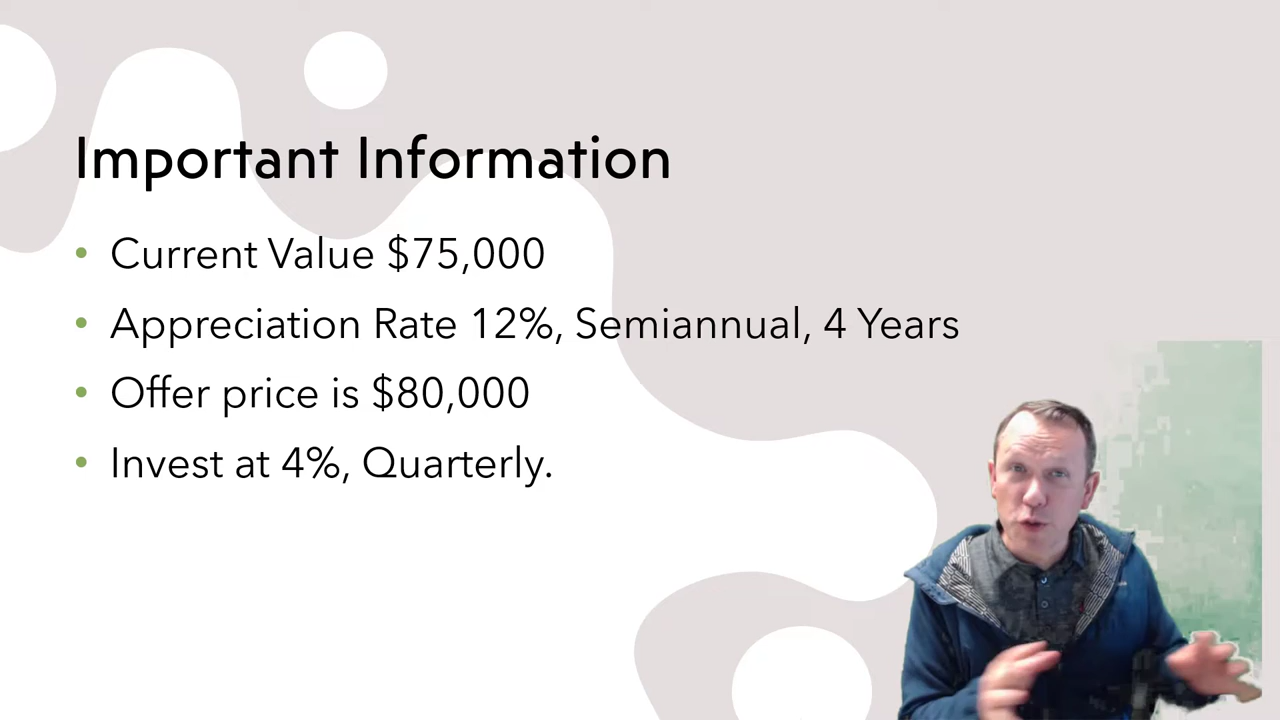 Important Information
• Current Value $75,000
• Appreciation Rate 12%, Semiannual, 4 Years
• Offer price is $80,000
• Invest at 4%, Quarterly.